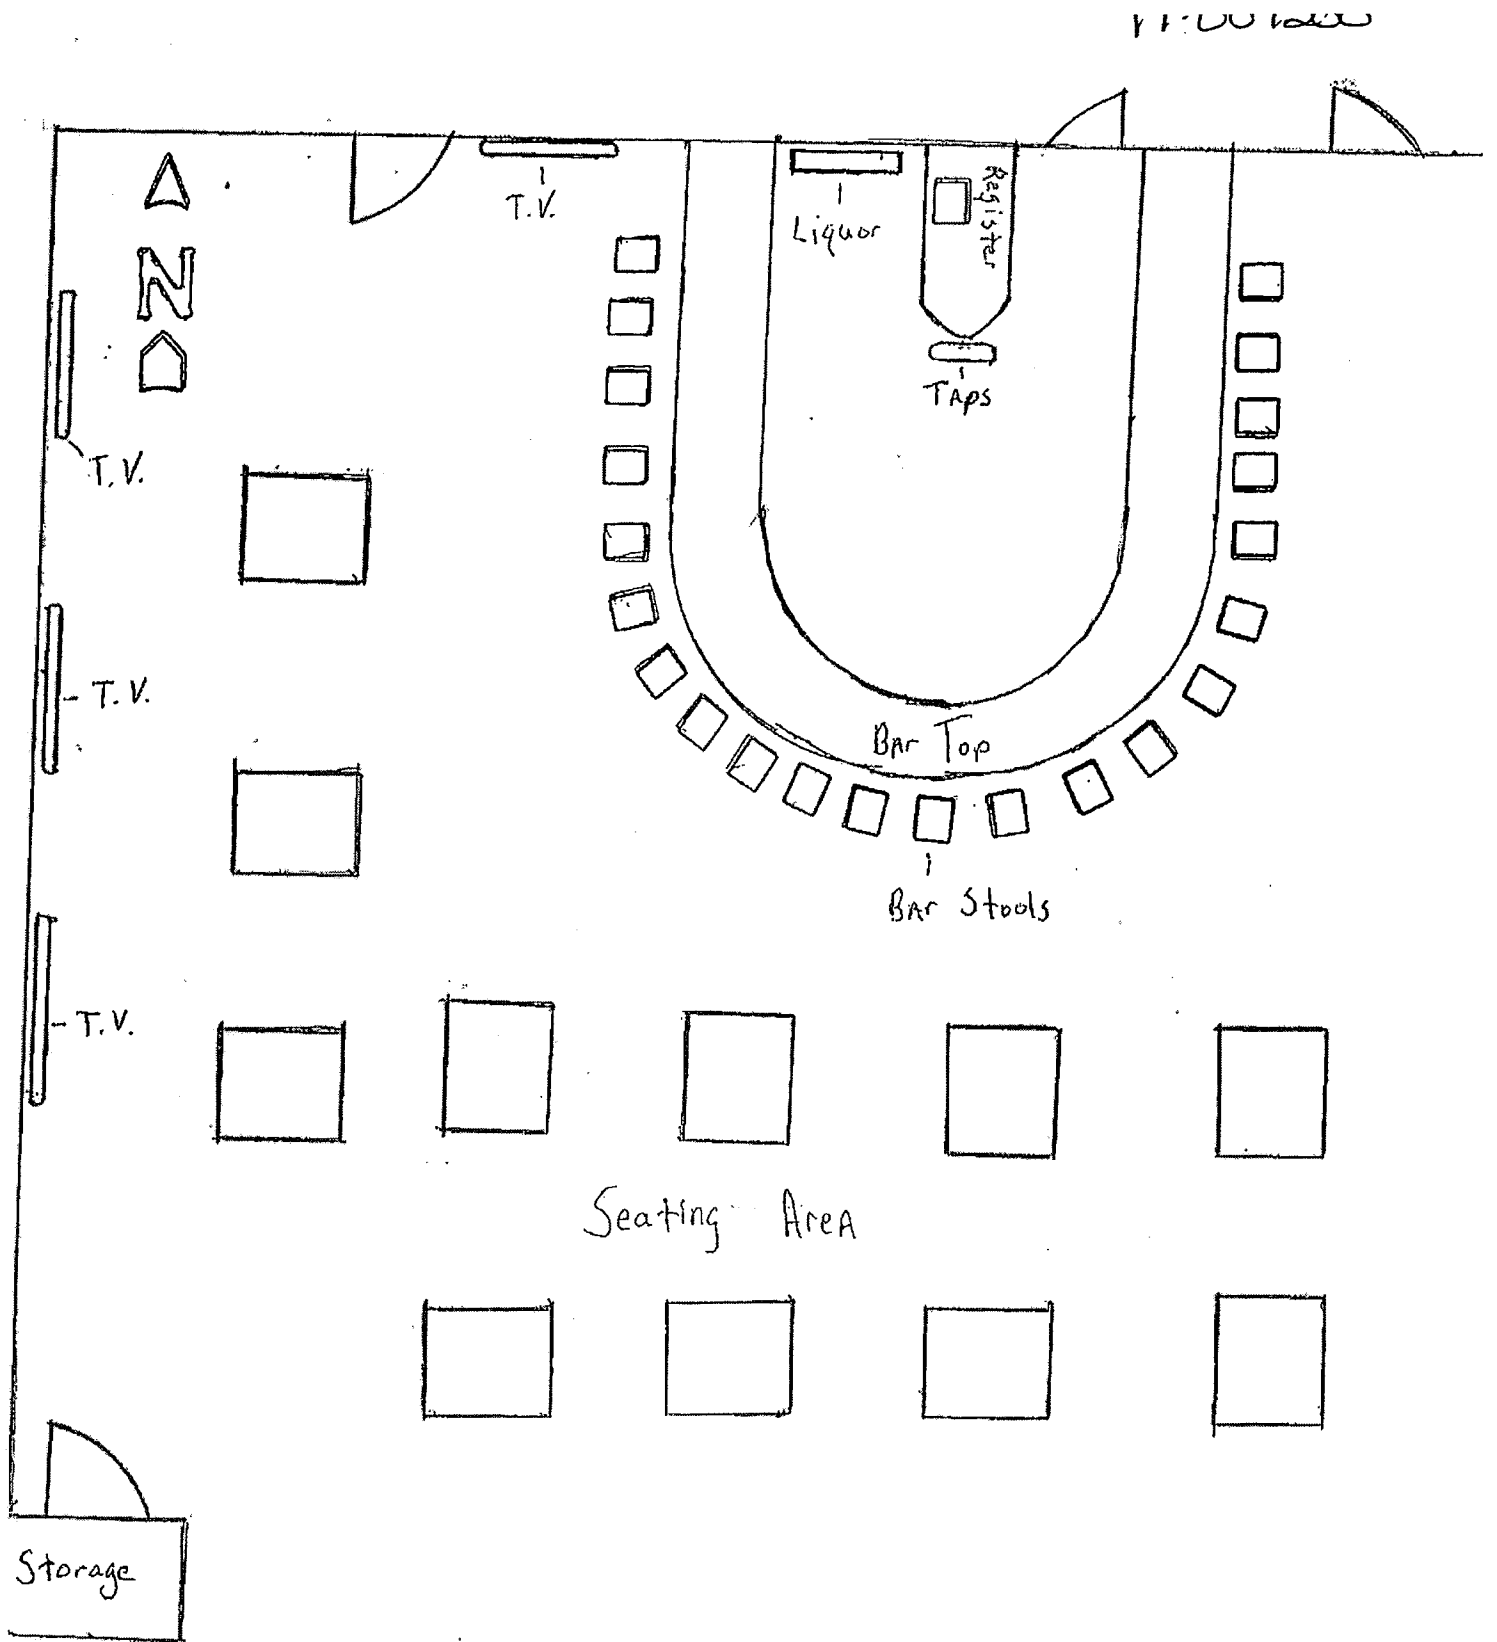 N
T.V.
Liquor
Register
Taps
T.V.
T.V.
Bar Top
Bar Stools
T.V.
Seating Area
Storage